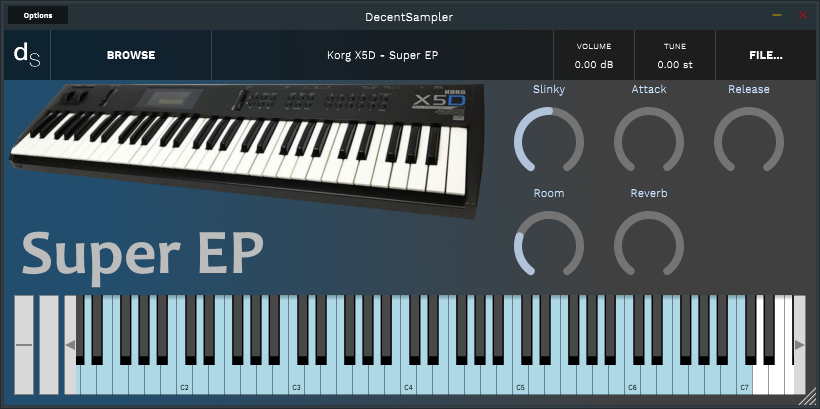 Options
DecentSampler
dS
BROWSE
Korg X5D - Super EP
VOLUME
0.00 dB
TUNE
0.00 st
FILE...
KORG
X5D
Slinky
Attack
Release
Room
Reverb
Super EP
C2
C3
C4
C5
C6
C7